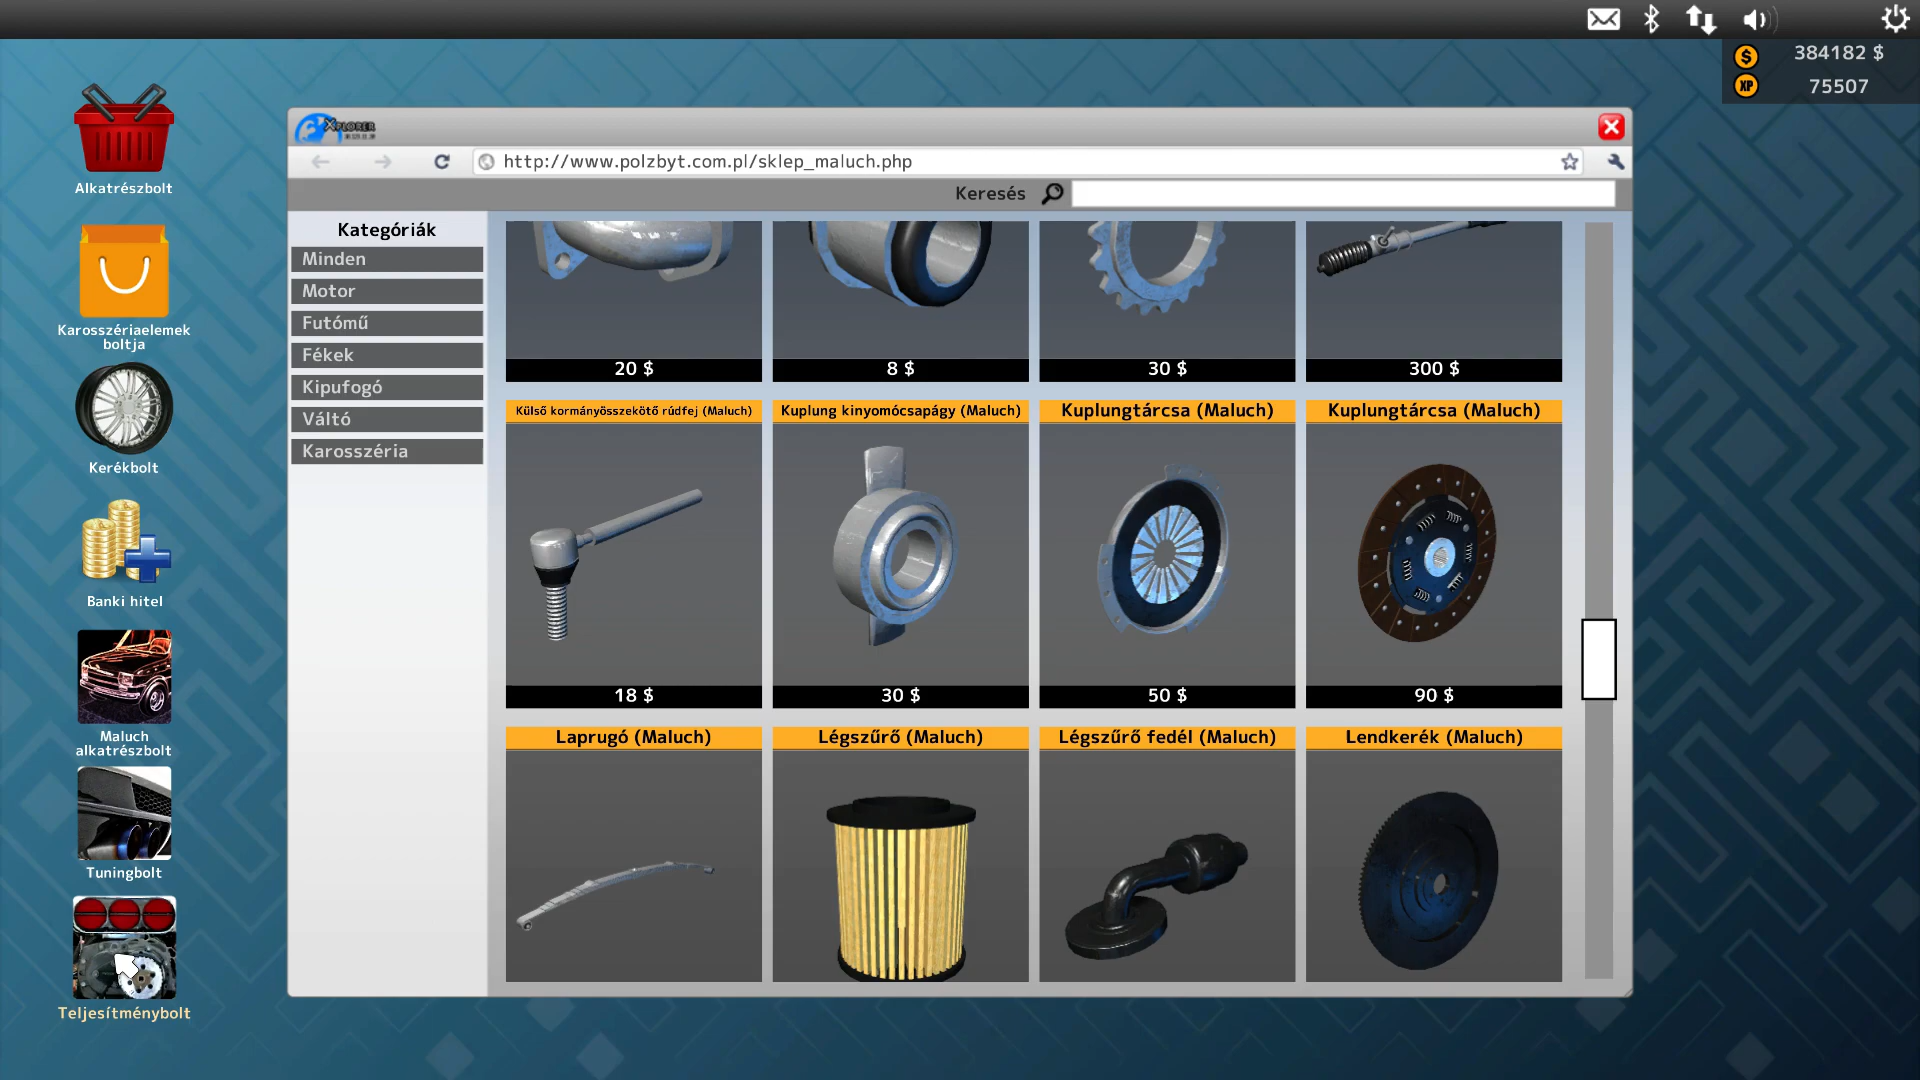 384182 $
XP 75507
XPLORER
http://www.polzbyt.com.pl/sklep_maluch.php
Keresés
Kategóriák
Minden
Motor
Futómű
Fékek
Kipufogó
Váltó
Karosszéria
Alkatrészbolt
Karosszériaelemek
boltja
Kerékbolt
Banki hitel
Maluch
alkatrészbolt
Tuningbolt
Teljesítménybolt
20 $
8 $
30 $
300 $
Külső kormányösszekötő rúdfej (Maluch)
Kuplung kinyomócsapágy (Maluch)
Kuplungtárcsa (Maluch)
Kuplungtárcsa (Maluch)
18 $
30 $
50 $
90 $
Laprugó (Maluch)
Légszűrő (Maluch)
Légszűrő fedél (Maluch)
Lendkerék (Maluch)